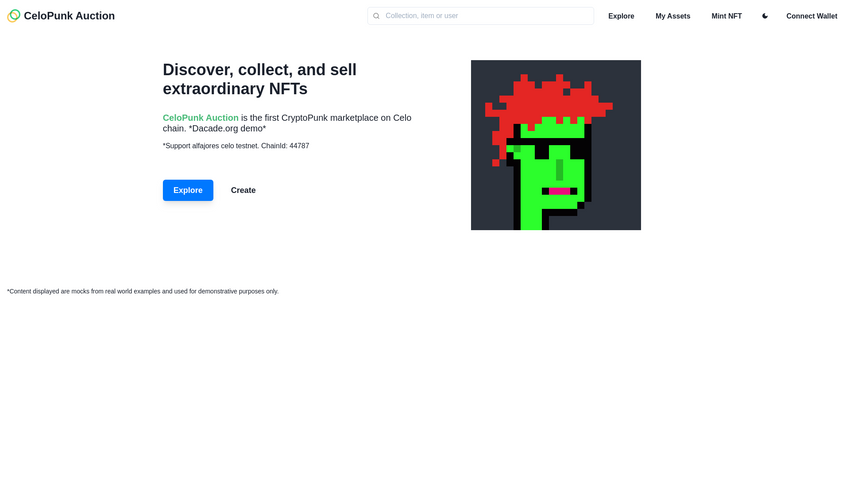 CeloPunk Auction
Collection, item or user
Explore
My Assets
Mint NFT
Connect Wallet
Discover, collect, and sell
extraordinary NFTs
CeloPunk Auction is the first CryptoPunk marketplace on Celo
chain. *Dacade.org demo*
*Support alfajores celo testnet. ChainId: 44787
Explore
Create
*Content displayed are mocks from real world examples and used for demonstrative purposes only.